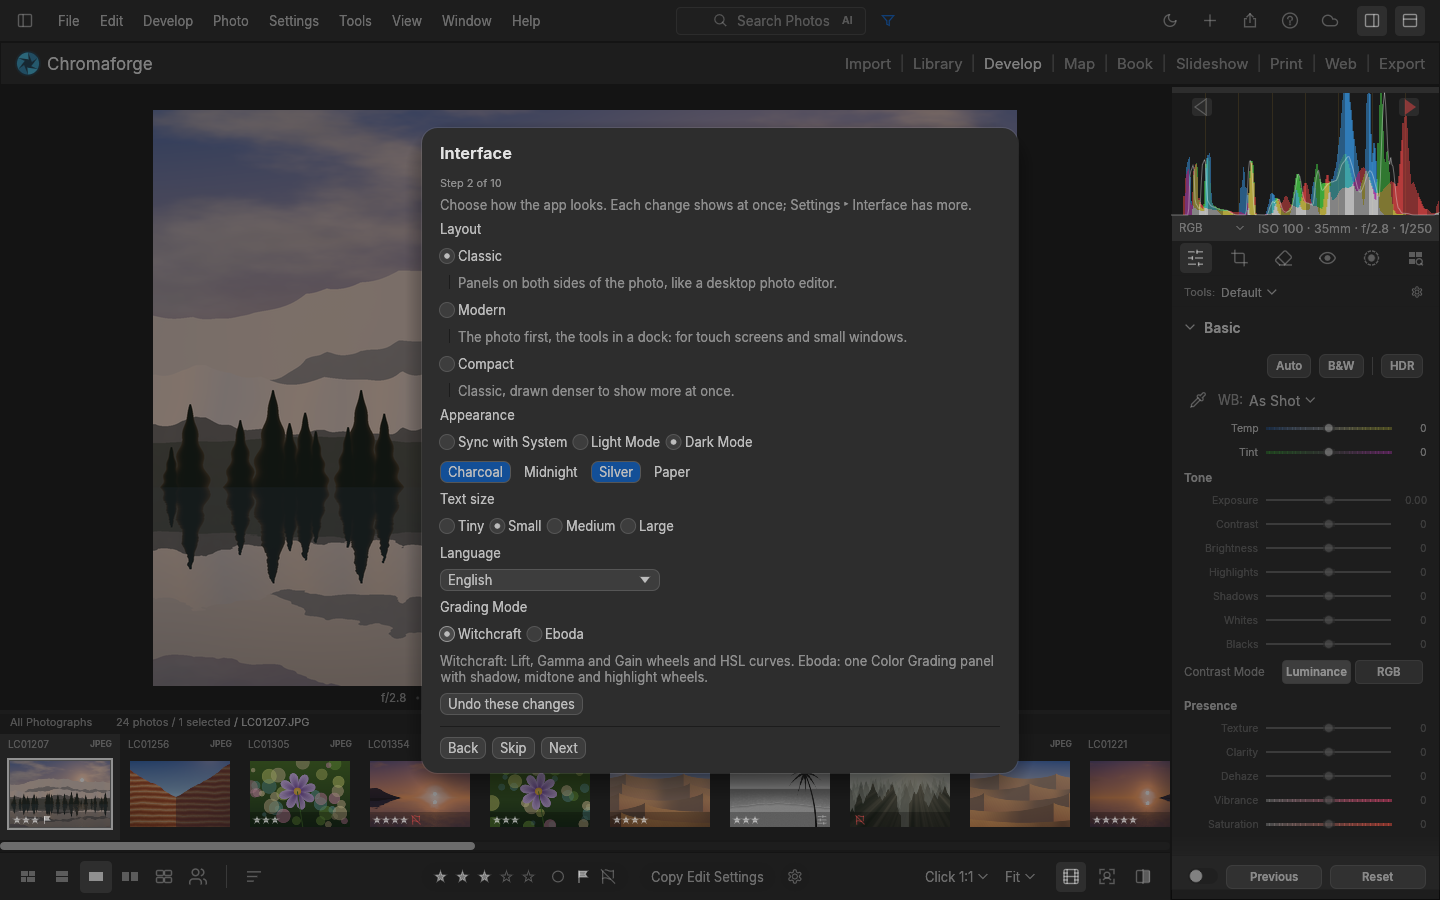 File Edit Develop Photo Settings Tools View Window Help
Search Photos AI
Chromaforge
Import Library Develop Map Book Slideshow Print Web Export
Interface
Step 2 of 10
Choose how the app looks. Each change shows at once; Settings ▸ Interface has more.
Layout
Classic
Panels on both sides of the photo, like a desktop photo editor.
Modern
The photo first, the tools in a dock: for touch screens and small windows.
Compact
Classic, drawn denser to show more at once.
Appearance
Sync with System Light Mode Dark Mode
Charcoal Midnight Silver Paper
Text size
Tiny Small Medium Large
Language
English
Grading Mode
Witchcraft Eboda
Witchcraft: Lift, Gamma and Gain wheels and HSL curves. Eboda: one Color Grading panel
with shadow, midtone and highlight wheels.
Undo these changes
Back Skip Next
RGB ISO 100 · 35mm · f/2.8 · 1/250
Tools: Default
Basic
Auto B&W HDR
WB: As Shot
Temp 0
Tint 0
Tone
Exposure 0.00
Contrast 0
Brightness 0
Highlights 0
Shadows 0
Whites 0
Blacks 0
Contrast Mode Luminance RGB
Presence
Texture 0
Clarity 0
Dehaze 0
Vibrance 0
Saturation 0
Previous Reset
f/2.8
All Photographs 24 photos / 1 selected / LC01207.JPG
LC01207 JPEG LC01256 JPEG LC01305 JPEG LC01354 JPEG LC01221
Copy Edit Settings
Click 1:1 Fit